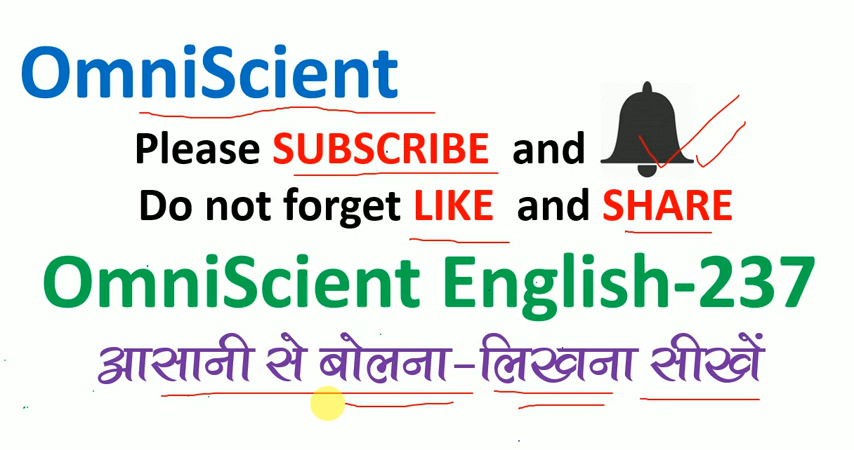 OmniScient
Please SUBSCRIBE and
Do not forget LIKE and SHARE
OmniScient English-237
आसानी से बोलना-लिखना सीखें